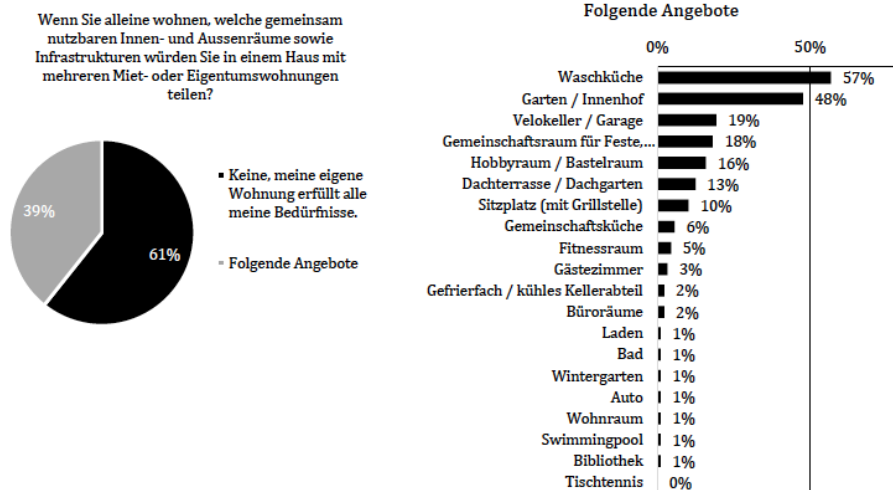 Wenn Sie alleine wohnen, welche gemeinsam
nutzbaren Innen- und Aussenräume sowie
Infrastrukturen würden Sie in einem Haus mit
mehreren Miet- oder Eigentumswohnungen
teilen?
39%
61%
Keine, meine eigene
Wohnung erfüllt alle
meine Bedürfnisse.
Folgende Angebote
Folgende Angebote
0% 50%
Waschküche 57%
Garten / Innenhof 48%
Velokeller / Garage 19%
Gemeinschaftsraum für Feste,... 18%
Hobbyraum / Bastelraum 16%
Dachterrasse / Dachgarten 13%
Sitzplatz (mit Grillstelle) 10%
Gemeinschaftsküche 6%
Fitnessraum 5%
Gästezimmer 3%
Gefrierfach / kühles Kellerabteil 2%
Büroräume 2%
Laden 1%
Bad 1%
Wintergarten 1%
Auto 1%
Wohnraum 1%
Swimmingpool 1%
Bibliothek 1%
Tischtennis 0%